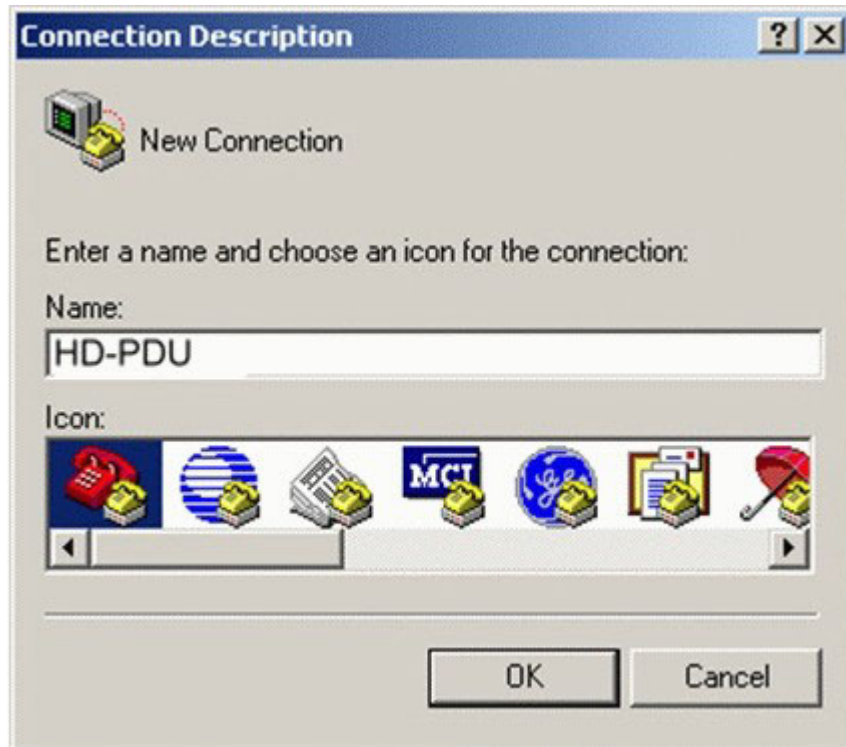 Connection Description
New Connection
Enter a name and choose an icon for the connection:
Name:
HD-PDU
Icon:
MCI
OK
Cancel